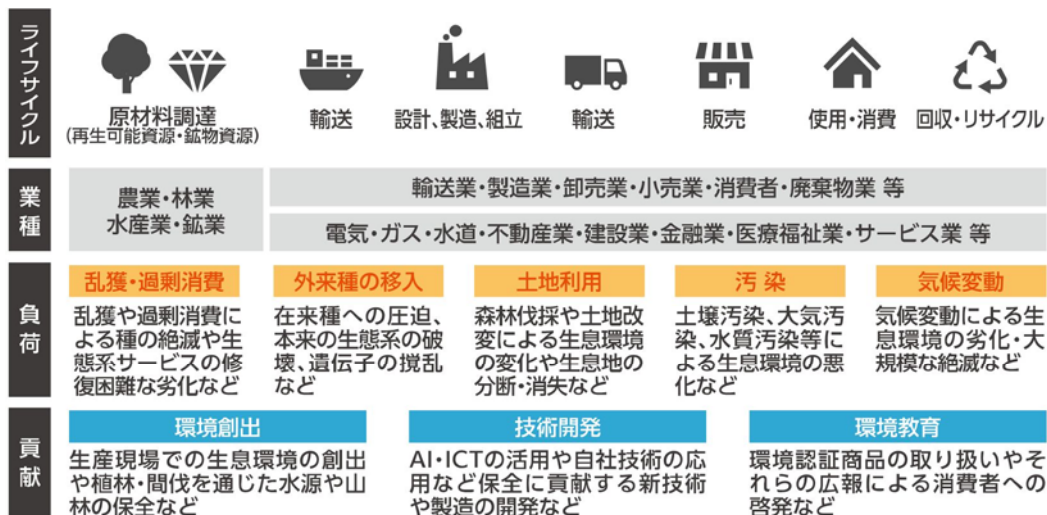 ライフサイクル
原材料調達
(再生可能資源・鉱物資源)
輸送
設計、製造、組立
輸送
販売
使用・消費
回収・リサイクル
業種
農業・林業
水産業・鉱業
輸送業・製造業・卸売業・小売業・消費者・廃棄物業 等
電気・ガス・水道・不動産業・建設業・金融業・医療福祉業・サービス業 等
負荷
乱獲・過剰消費
乱獲や過剰消費に
よる種の絶滅や生
態系サービスの修
復困難な劣化など
外来種の移入
在来種への圧迫、
本来の生態系の破
壊、遺伝子の撹乱
など
土地利用
森林伐採や土地改
変による生息環境
の変化や生息地の
分断・消失など
汚 染
土壌汚染、大気汚
染、水質汚染等に
よる生息環境の悪
化など
気候変動
気候変動による生
息環境の劣化・大
規模な絶滅など
貢献
環境創出
生産現場での生息環境の創出
や植林・間伐を通じた水源や山
林の保全など
技術開発
AI・ICTの活用や自社技術の応
用など保全に貢献する新技術
や製造の開発など
環境教育
環境認証商品の取り扱いやそ
れらの広報による消費者への
啓発など